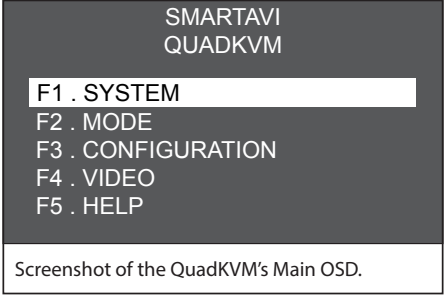 SMARTAVI
QUADKVM
F1 . SYSTEM
F2 . MODE
F3 . CONFIGURATION
F4 . VIDEO
F5 . HELP
Screenshot of the QuadKVM's Main OSD.